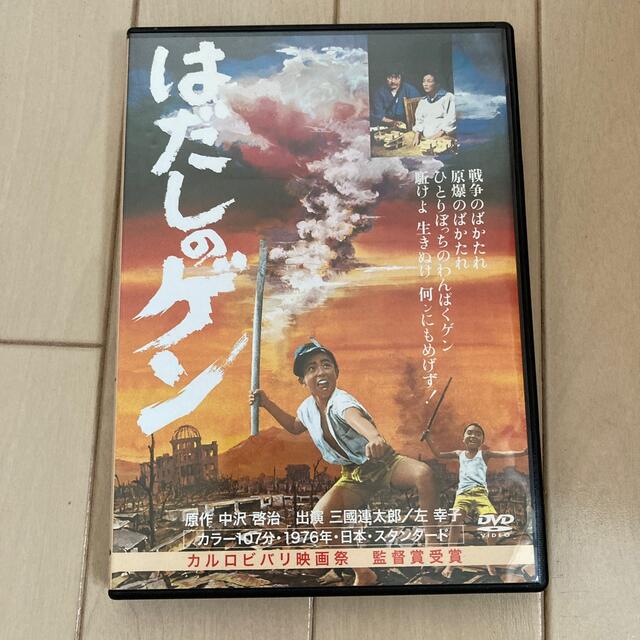 はだしのゲン
戦争のばかたれ
原爆のばかたれ
ひとりぼっちのわんぱくゲン
駈けよ 生きぬけ 何ンにもめげず!
原作 中沢 啓治 出演 三國連太郎/左 幸子
カラー107分・1976年・日本・スタンダード
DVD
VIDEO
カルロビバリ映画祭 監督賞受賞